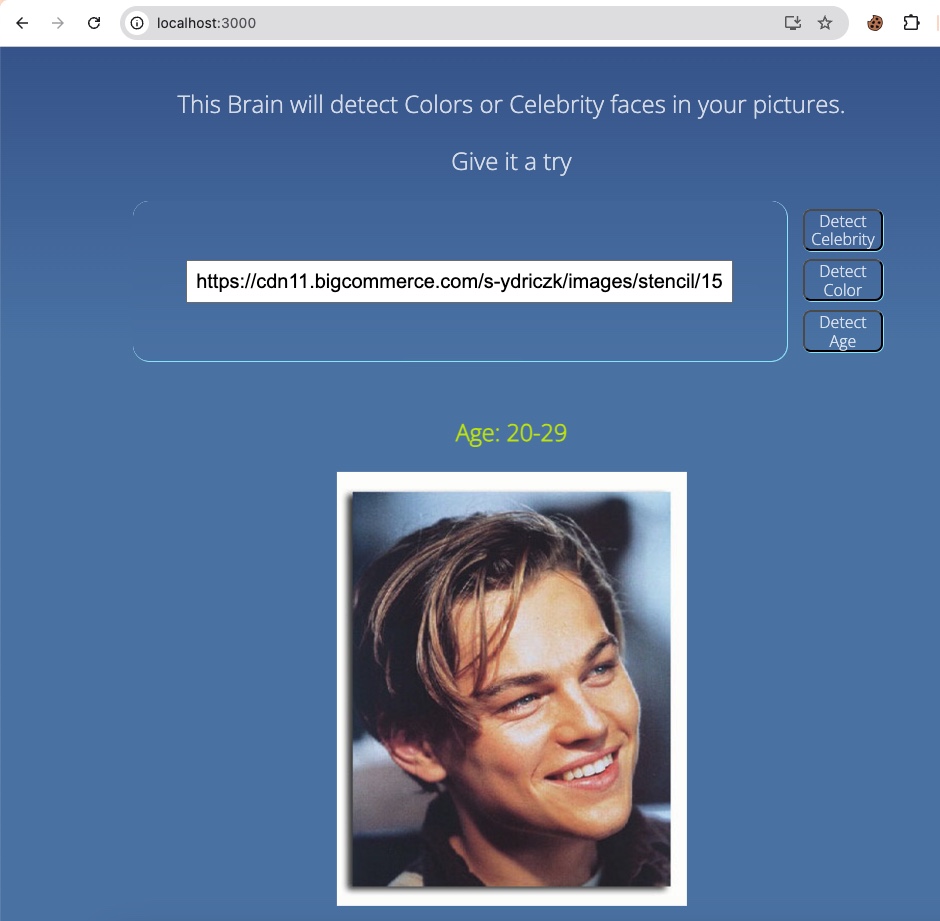 localhost:3000
This Brain will detect Colors or Celebrity faces in your pictures.
Give it a try
https://cdn11.bigcommerce.com/s-ydriczk/images/stencil/15
Detect
Celebrity
Detect
Color
Detect
Age
Age: 20-29